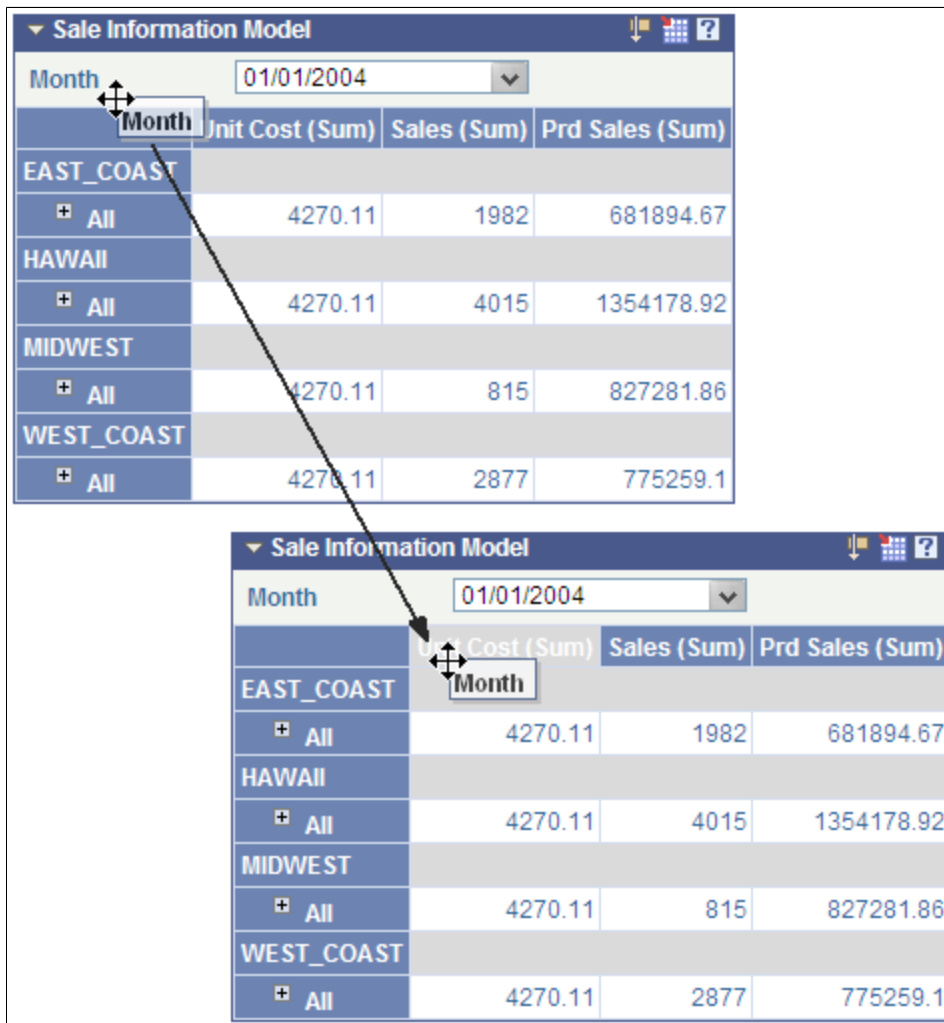 Sale Information Model
Month 01/01/2004
Month
Unit Cost (Sum) Sales (Sum) Prd Sales (Sum)
EAST_COAST
All 4270.11 1982 681894.67
HAWAII
All 4270.11 4015 1354178.92
MIDWEST
All 4270.11 815 827281.86
WEST_COAST
All 4270.11 2877 775259.1
Sale Information Model
Month 01/01/2004
Unit Cost (Sum) Sales (Sum) Prd Sales (Sum)
Month
EAST_COAST
All 4270.11 1982 681894.67
HAWAII
All 4270.11 4015 1354178.92
MIDWEST
All 4270.11 815 827281.86
WEST_COAST
All 4270.11 2877 775259.1